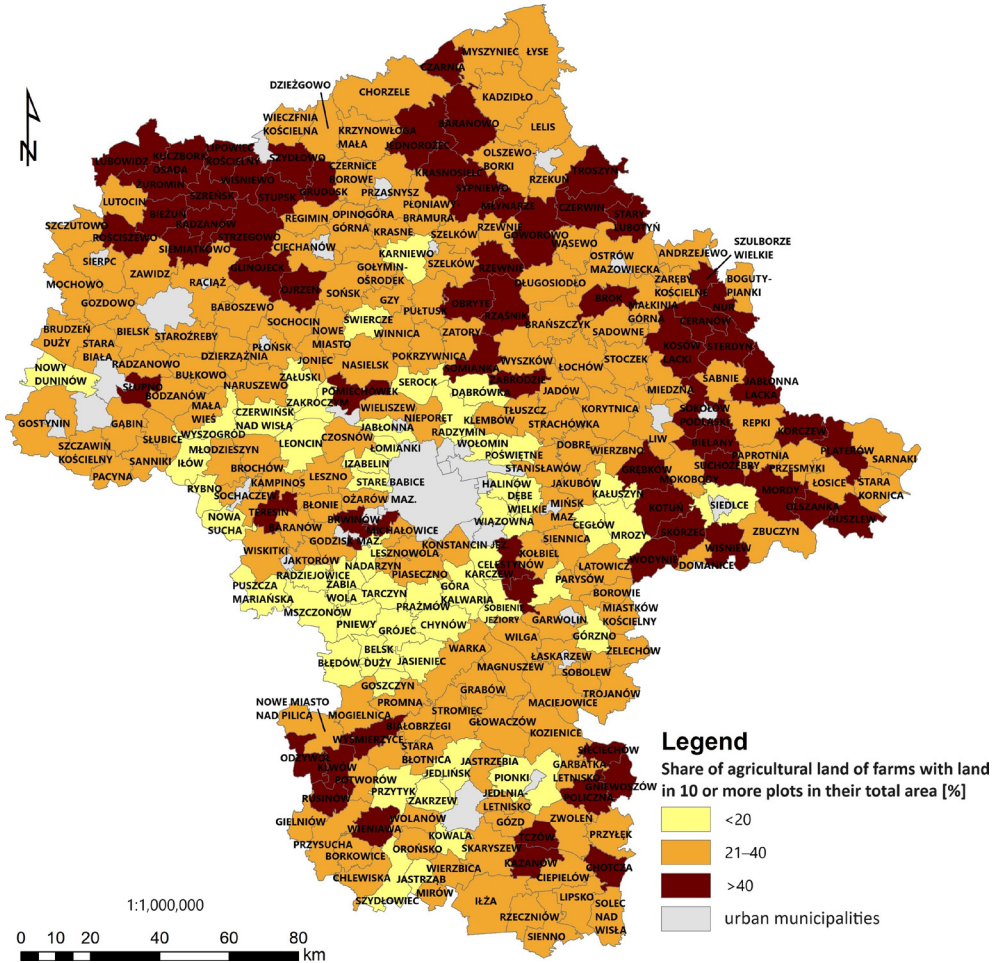 MYSZYNIEC
ŁYSE
CZARNIA
DZIEŻGOWO
CHORZELE
KADZIDŁO
WIECZFNIA
KOŚCIELNA
KRZYNOWŁOGA
MAŁA
BARANOWO
LELIS
JEDNOROŻEC
LIPOWIEC
KOŚCIELNY
SZYDŁOWO
KUCZBORK
OSADA
LUBOWIDZ
CZERNICE
BOROWE
OLSZEWO-
BORKI
TROSZYN
KRASNOSIELC
RZEKUŃ
ŻUROMIN
WIŚNIEWO
SZREŃSK
STUPSK
GRUDUSK
PRZASNYSZ
SYPNIEWO
LUTOCIN
PŁONIAWY
BRAMURA
MŁYNARZE
CZERWIN
STARY
LUBOTYŃ
BIEŻUŃ
RADZANÓW
REGIMIN
OPINOGÓRA
GÓRNA
KRASNE
SZELKÓW
RZEWNIE
GOWOROWO
WĄSEWO
SZCZUTOWO
ROŚCISZEWO
STRZEGOWO
SIEMIATKOWO
CIECHANÓW
KARNIEWO
SZELKÓW
RZEWNIE
OSTRÓW
MAZOWIECKA
ANDRZEJEWO
SZULBORZE
WIELKIE
SIERPC
ZAWIDZ
RACIĄŻ
GLINOJECK
OJRZEŃ
SOŃSK
GOŁYMIN-
OŚRODEK
DŁUGOSIODŁO
ZARĘBY
KOŚCIELNE
BOGUTY-
PIANKI
MOCHOWO
GOZDOWO
BABOSZEWO
GZY
PUŁTUSK
OBRYTE
RZĄŚNIK
BROK
MAŁKINIA
GÓRNA
NUR
CERANÓW
BRUDZEŃ
DUŻY
BIELSK
STAROŹREBY
SOCHOCIN
NOWE
MIASTO
ŚWIERCZE
WINNICA
ZATORY
BRAŃSZCZYK
SADOWNE
KOSÓW
LACKI
STERDYŃ
STARA
BIAŁA
RADZANOWO
DZIERZĄŻNIA
PŁOŃSK
JONIEC
NASIELSK
POKRZYWNICA
SOMIANKA
WYSZKÓW
ŁOCHÓW
STOCZEK
SABNIE
NOWY
DUNINÓW
SŁUPNO
BODZANÓW
BULKOWO
NARUSZEWO
ZAŁUSKI
POMIECHÓWEK
SEROCK
DĄBRÓWKA
ZABRODZIE
JADÓW
MIEDZNA
JABŁONNA
LACKA
GOSTYNIN
GĄBIN
MAŁA
WIEŚ
CZERWIŃSK
NAD WISŁĄ
ZAKROCZYM
WIELISZEW
NIEPORĘT
RADZYMIN
KLEMBÓW
TŁUSZCZ
STRACHÓWKA
KORYTNICA
SOKOŁÓW
PODLASKI
REPKI
KORCZEW
SZCZAWIN
KOŚCIELNY
SŁUBICE
WYSZOGRÓD
MŁODZIESZYN
LEONCIN
CZOSNÓW
JABŁONNA
ŁOMIANKI
WOŁOMIN
POŚWIĘTNE
DOBRE
WIERZBNO
LIW
BIELANY
PAPROTNIA
PLATERÓW
SARNAKI
PACYNA
SANNIKI
IŁÓW
BROCHÓW
KAMPINOS
LESZNO
IZABELIN
STARE BABICE
STANISŁAWÓW
JAKUBÓW
GRĘBKÓW
MOKOBODY
SUCHOŻEBRY
PRZESMYKI
ŁOSICE
STARA
KORNICA
RYBNO
SOCHACZEW
OŻARÓW
MAZ.
HALINÓW
DĘBE
WIELKIE
KAŁUSZYN
MORDY
OLSZANKA
HUSZLEW
NOWA
SUCHA
TERESIN
BŁONIE
BARANÓW
BRWINÓW
MICHAŁOWICE
WIĄZOWNA
MIŃSK
MAZ.
CEGŁÓW
MROZY
KOTUŃ
SIEDLCE
SKÓRZEC
WIŚNIEW
ZBUCZYN
WISKITKI
GRODZISK MAZ.
JAKTORÓW
RADZIEJOWICE
NADARZYN
LESZNOWOLA
KONSTANCIN JEZ.
KOŁBIEL
SIENNICA
LATOWICZ
WODYNIE
DOMANICE
PUSZCZA
MARIAŃSKA
ŻABIA
WOLA
TARCZYN
PIASECZNO
GÓRA
KALWARIA
KARCZEW
CELESTYNÓW
PARYSÓW
BOROWIE
MSZCZONÓW
PRAŻMÓW
SOBIENIE
JEZIORY
GARWOLIN
MIASTKÓW
KOŚCIELNY
PNIEWY
GRÓJEC
CHYNÓW
WILGA
GÓRZNO
BŁĘDÓW
BELSK
DUŻY
JASIENIEC
WARKA
MAGNUSZEW
ŁASKARZEW
SOBOLEW
ŻELECHÓW
GOSZCZYN
GRABÓW
MACIEJOWICE
TROJANÓW
NOWE MIASTO
NAD PILICĄ
MOGIELNICA
PROMNA
STROMIEC
BIAŁOBRZEGI
GŁOWACZÓW
KOZIENICE
WYŚMIERZYCE
STARA
BŁOTNICA
ODRZYWÓŁ
KLWÓW
POTWORÓW
JEDLIŃSK
JASTRZĘBIA
PIONKI
GARBATKA-
LETNISKO
SIECIECHÓW
GNIEWOSZÓW
RUSINÓW
PRZYTYK
ZAKRZEW
JEDLNIA
LETNISKO
POLICZNA
GIELNIÓW
WIENIAWA
WOLANÓW
KOWALA
GÓZD
ZWOLEŃ
PRZYŁĘK
PRZYSUCHA
BORKOWICE
OROŃSKO
SKARYSZEW
TCZÓW
KAZANÓW
CHOTCZA
CHLEWISKA
JASTRZĄB
WIERZBICA
CIEPIELÓW
SZYDŁOWIEC
MIRÓW
IŁŻA
LIPSKO
SOLEC
NAD
WISŁĄ
RZECZNIÓW
SIENNO
N
Legend
Share of agricultural land of farms with land
in 10 or more plots in their total area [%]
<20
21–40
>40
urban municipalities
1:1,000,000
0 10 20 40 60 80
km